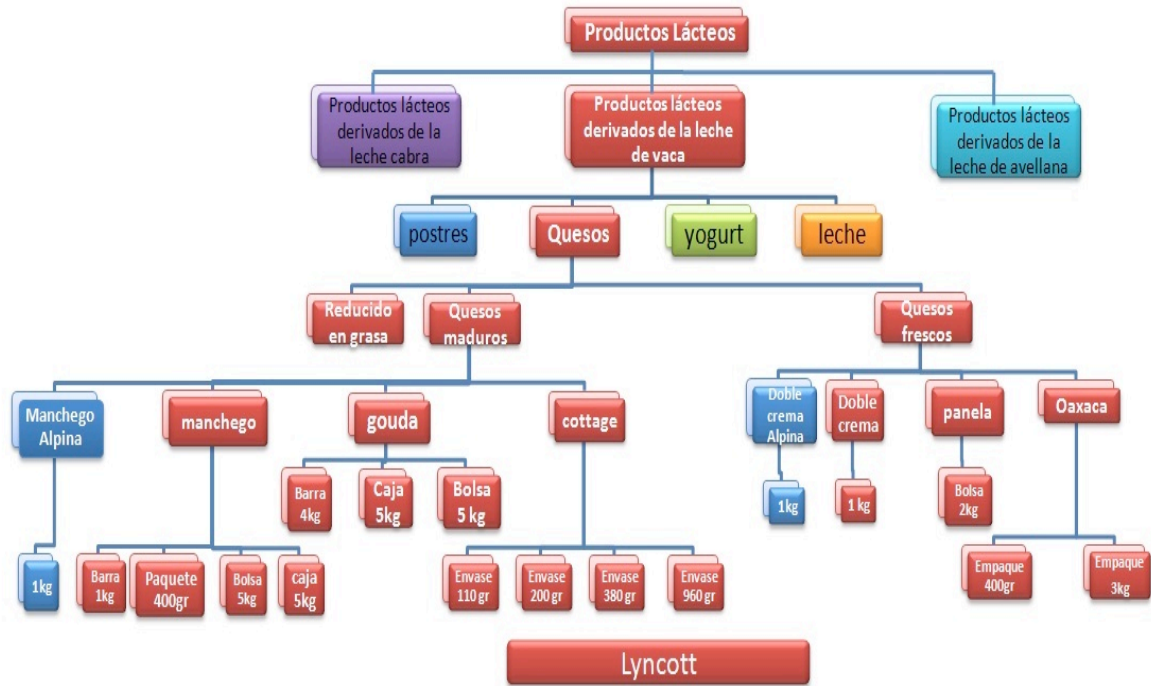 Productos Lácteos
Productos lácteos
derivados de la
leche cabra
Productos lácteos
derivados de la leche
de vaca
Productos lácteos
derivados de la
leche de avellana
postres
Quesos
yogurt
leche
Reducido
en grasa
Quesos
maduros
Quesos
frescos
Manchego
Alpina
manchego
gouda
cottage
Doble
crema
Alpina
Doble
crema
panela
Oaxaca
Barra
4kg
Caja
5kg
Bolsa
5 kg
1kg
1 kg
Bolsa
2kg
1kg
Barra
1kg
Paquete
400gr
Bolsa
5kg
caja
5kg
Envase
110 gr
Envase
200 gr
Envase
380 gr
Envase
960 gr
Empaque
400gr
Empaque
3kg
Lyncott